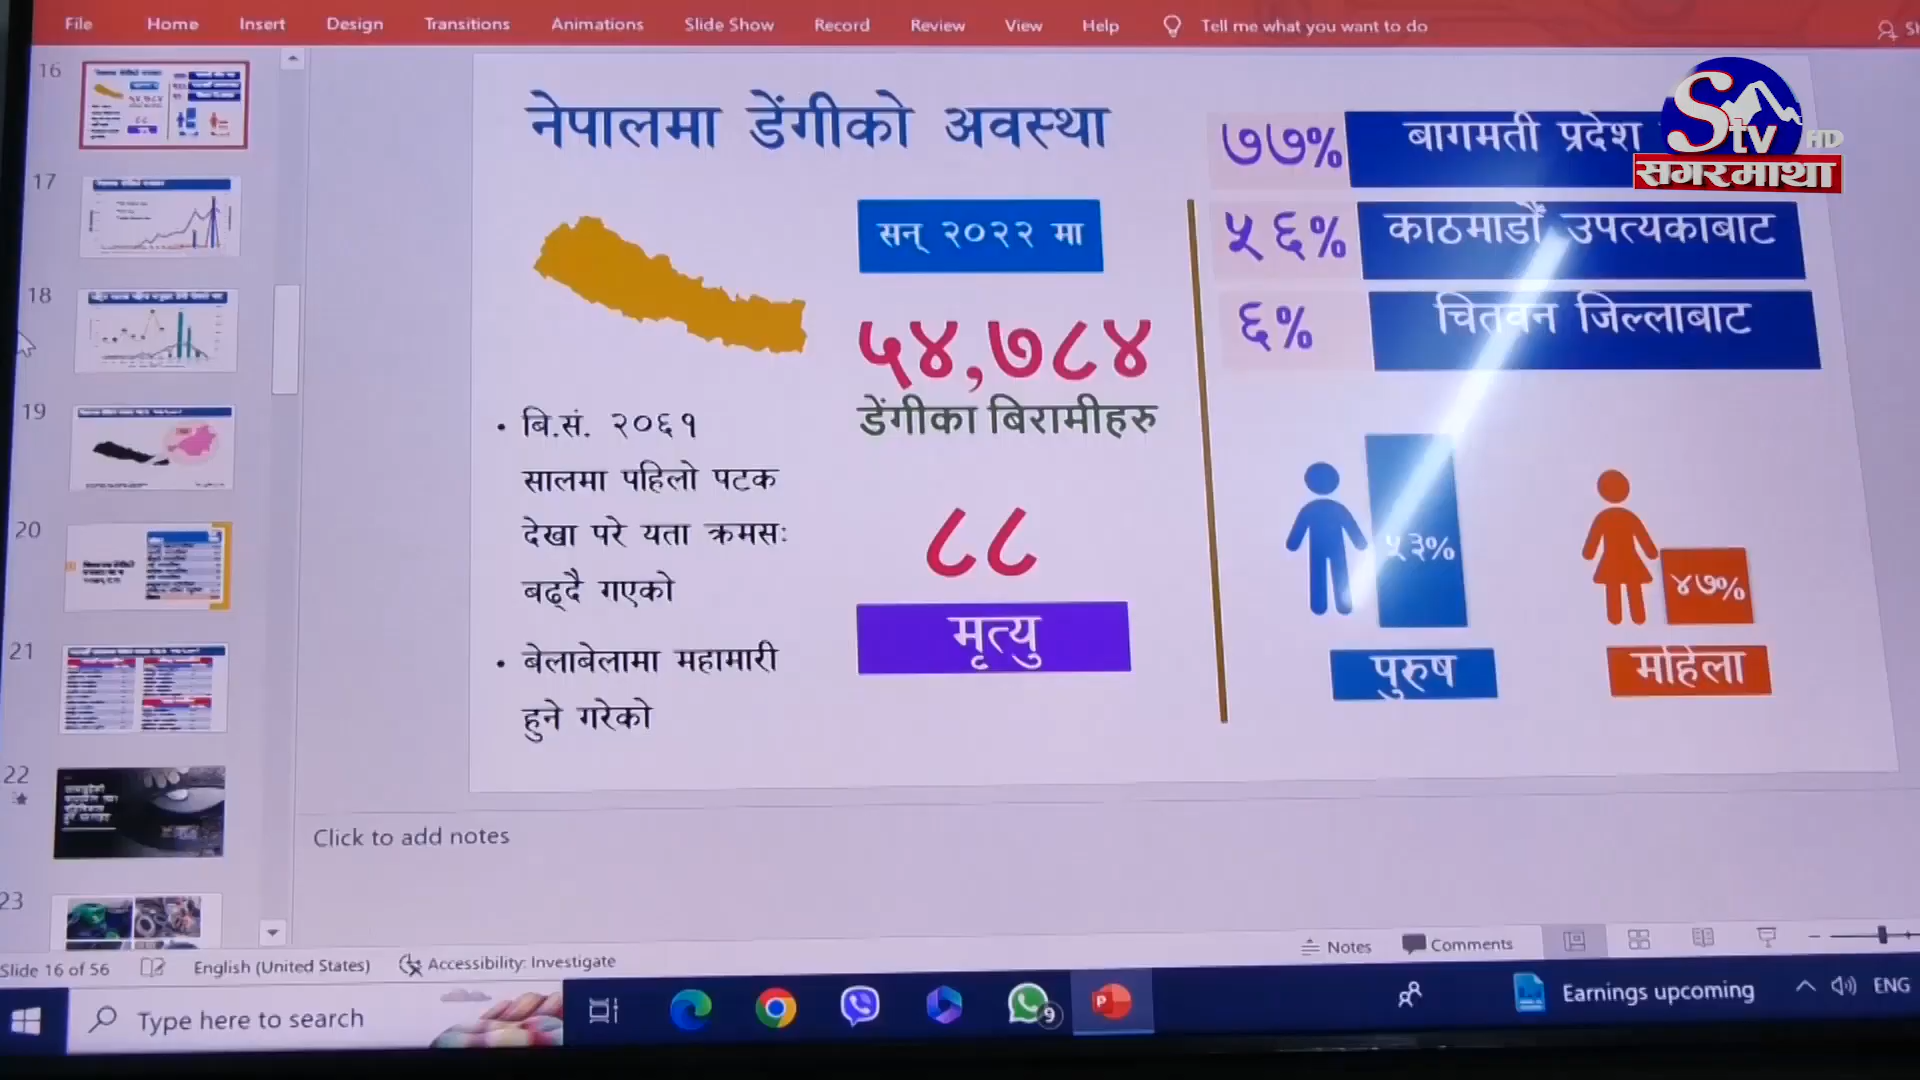 File Home Insert Design Transitions Animations Slide Show Record Review View Help Tell me what you want to do
16
17
18
19
20
21
22
23
नेपालमा डेंगीको अवस्था
सन् २०२२ मा
५४,७८४
डेंगीका बिरामीहरु
८८
मृत्यु
• बि.सं. २०६१
सालमा पहिलो पटक
देखा परे यता क्रमसः
बढ्दै गएको
• बेलाबेलामा महामारी
हुने गरेको
७७% बागमती प्रदेश
५६% काठमाडौँ उपत्यकाबाट
६% चितवन जिल्लाबाट
५३%
४७%
पुरुष
महिला
Stv HD
सगरमाथा
Click to add notes
Slide 16 of 56 English (United States) Accessibility: Investigate Notes Comments
Type here to search
9
Earnings upcoming ENG